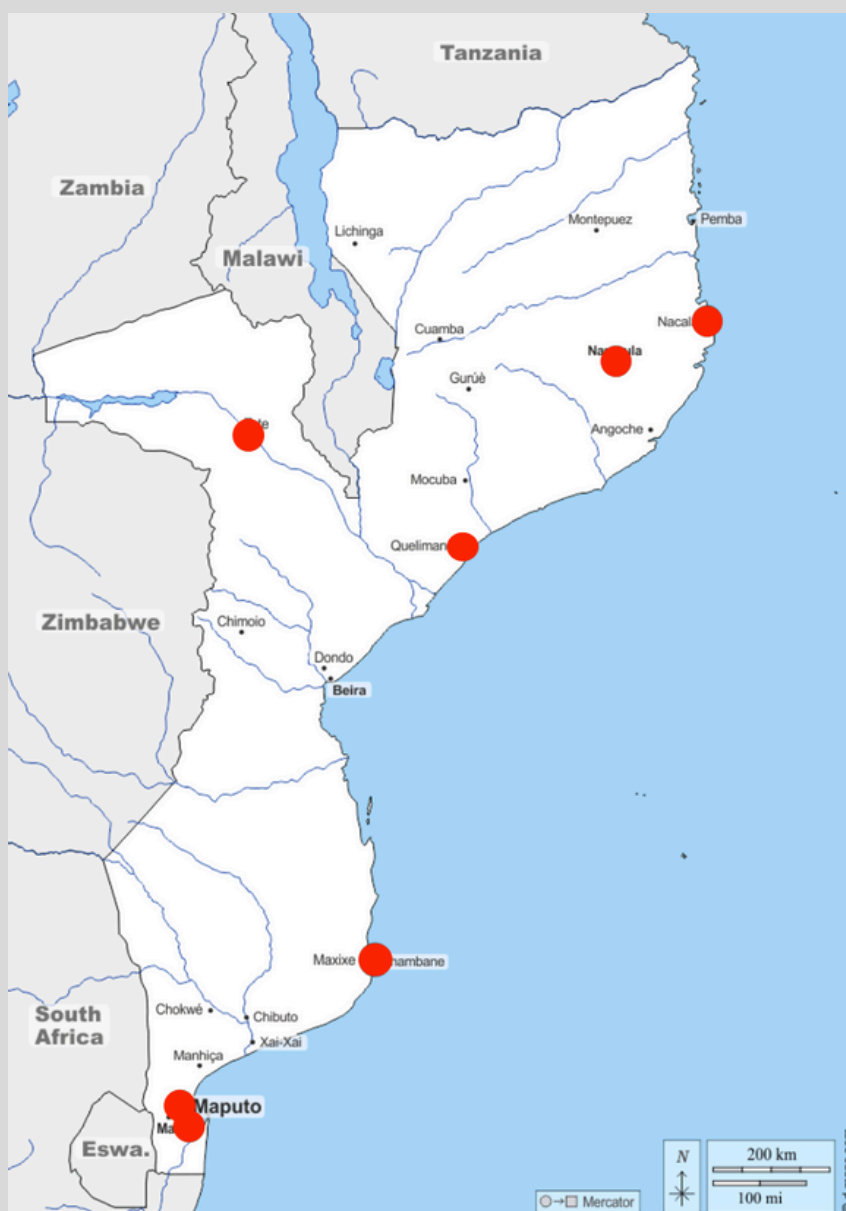 Tanzania
Zambia
Malawi
Lichinga
Montepuez
Pemba
Cuamba
Gurúè
Angoche
Mocuba
Zimbabwe
Chimoio
Dondo
Beira
Maxixe
South
Africa
Chokwé
Chibuto
Xai-Xai
Manhiça
Maputo
Eswa.
N
200 km
100 mi
Mercator